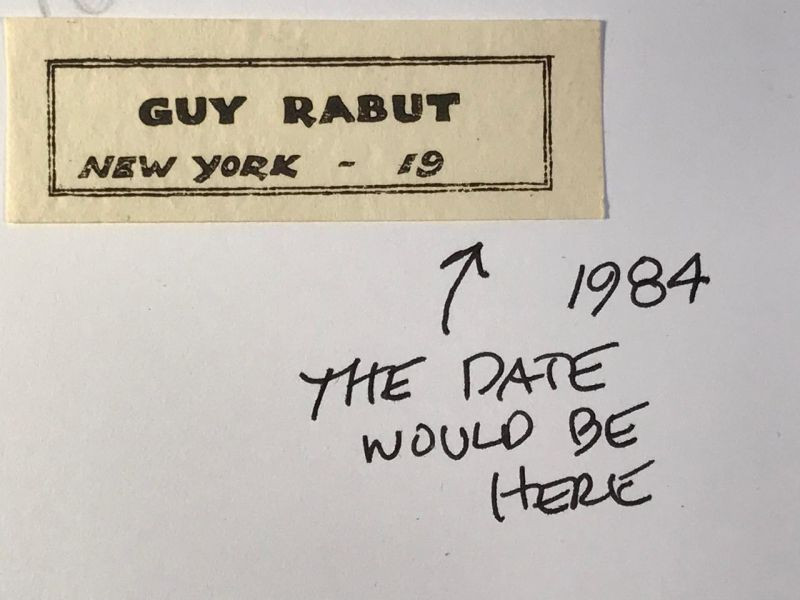 GUY RABUT
NEW YORK - 19
1984
THE DATE
WOULD BE
HERE